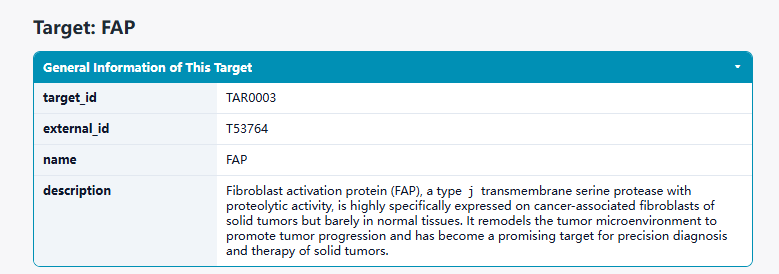 Target: FAP
General Information of This Target
target_id TAR0003
external_id T53764
name FAP
description Fibroblast activation protein (FAP), a type ⅱ transmembrane serine protease with
proteolytic activity, is highly specifically expressed on cancer-associated fibroblasts of
solid tumors but barely in normal tissues. It remodels the tumor microenvironment to
promote tumor progression and has become a promising target for precision diagnosis
and therapy of solid tumors.